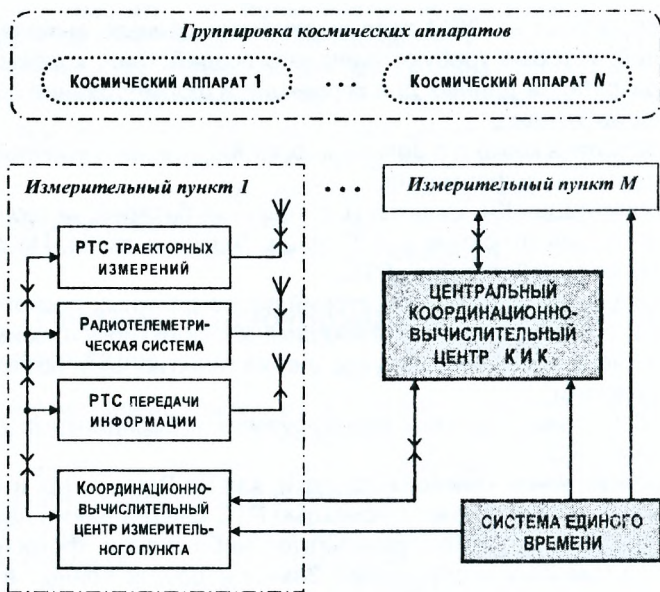 Группировка космических аппаратов
Космический аппарат 1
...
Космический аппарат N
Измерительный пункт 1
...
Измерительный пункт M
РТС траекторных
измерений
Радиотелеметри-
ческая система
РТС передачи
информации
Координационно-
вычислительный
центр измеритель-
ного пункта
ЦЕНТРАЛЬНЫЙ
КООРДИНАЦИОННО-
ВЫЧИСЛИТЕЛЬНЫЙ
ЦЕНТР КИК
СИСТЕМА ЕДИНОГО
ВРЕМЕНИ